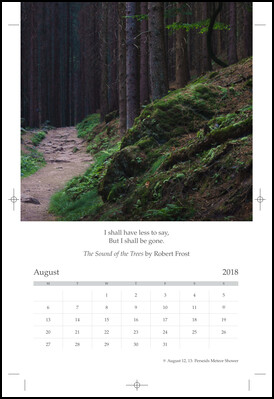 I shall have less to say,
But I shall be gone.
The Sound of the Trees by Robert Frost
August 2018
M T W T F S S
1 2 3 4 5
6 7 8 9 10 11 12
13 14 15 16 17 18 19
20 21 22 23 24 25 26
27 28 29 30 31
August 12, 13: Perseids Meteor Shower